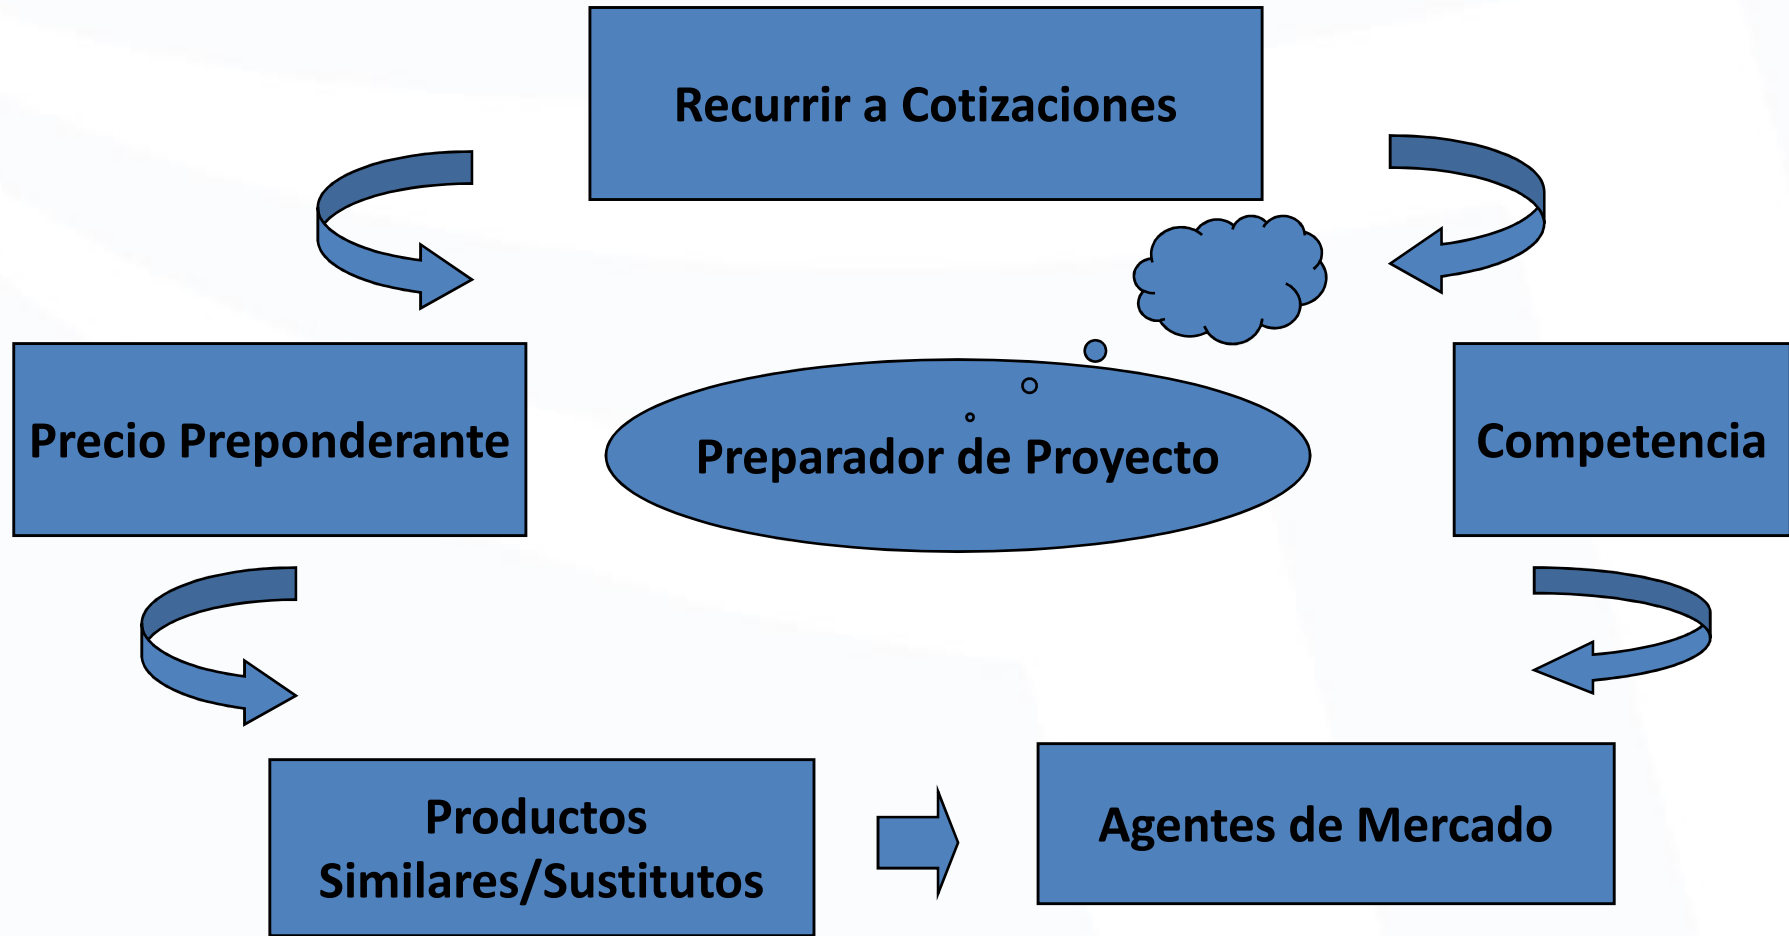 Recurrir a Cotizaciones
Precio Preponderante
Preparador de Proyecto
Competencia
Productos
Similares/Sustitutos
Agentes de Mercado